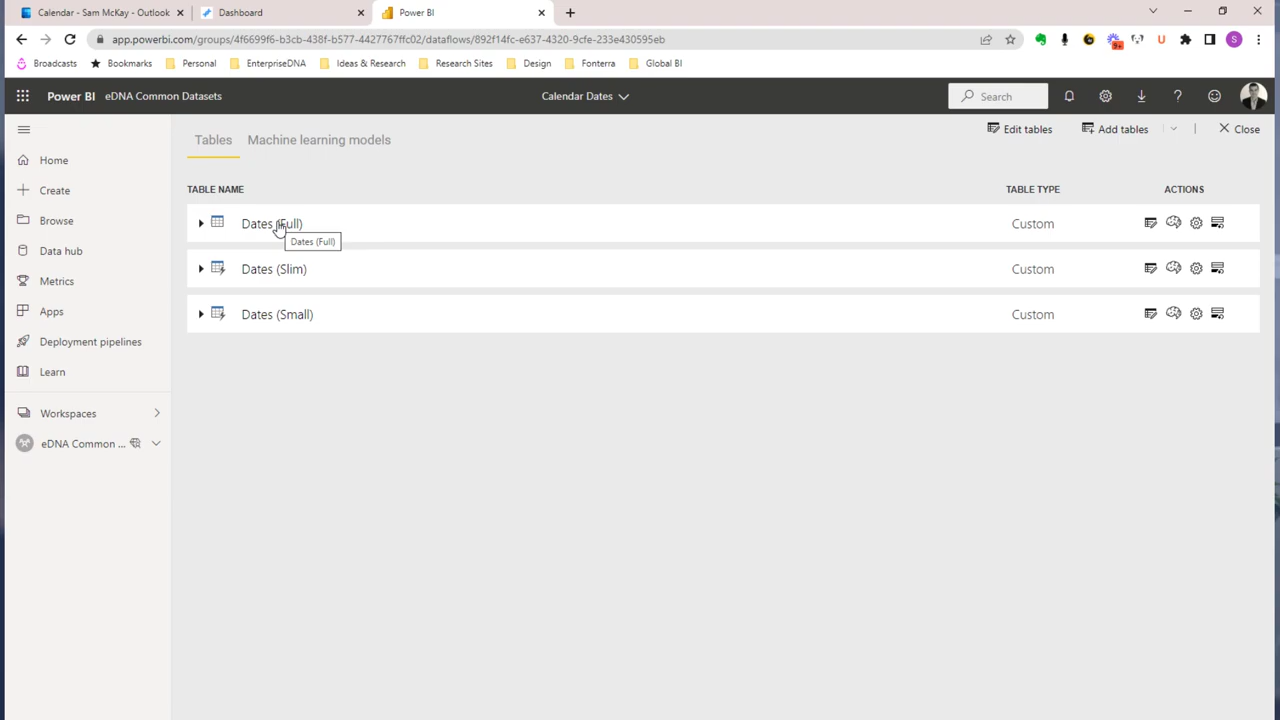 Calendar - Sam McKay - Outlook
Dashboard
Power BI
app.powerbi.com/groups/4f6699f6-b3cb-438f-b577-4427767ffc02/dataflows/892f14fc-e637-4320-9cfe-233e430595eb
9+
U
S
Broadcasts
Bookmarks
Personal
EnterpriseDNA
Ideas & Research
Research Sites
Design
Fonterra
Global BI
Power BI
eDNA Common Datasets
Calendar Dates
Search
?
Edit tables
Add tables
Close
Home
Create
Browse
Data hub
Metrics
Apps
Deployment pipelines
Learn
Workspaces
eDNA Common ...
Tables
Machine learning models
TABLE NAME
TABLE TYPE
ACTIONS
Dates (Full)
Custom
Dates (Full)
Dates (Slim)
Custom
Dates (Small)
Custom